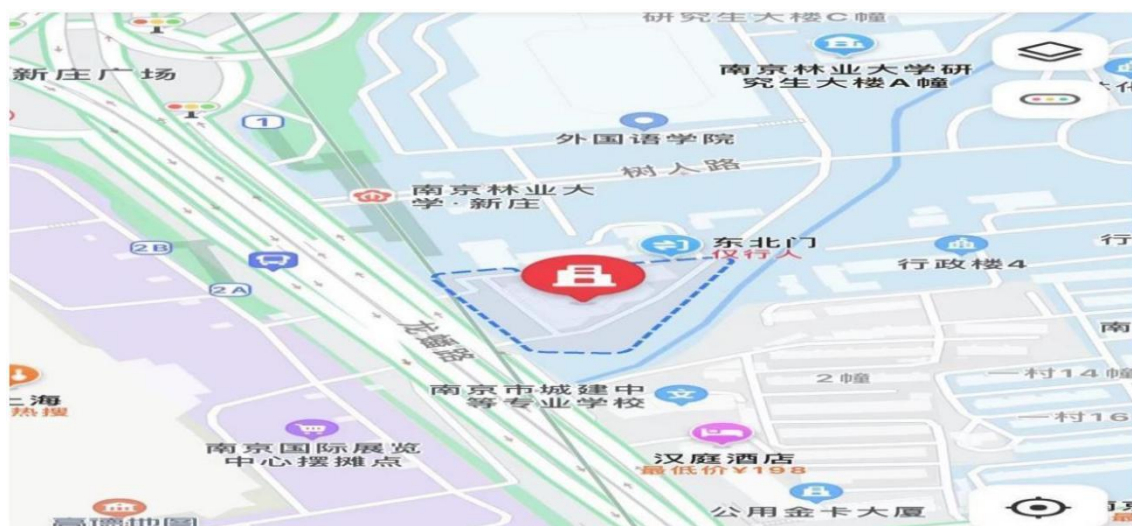 研究生大楼C幢
南京林业大学研
究生大楼A幢
新庄广场
1
外国语学院
树人路
南京林业大
学·新庄
东北门
仅行人
行政楼4
行
2B
2A
龙蟠路
2幢
南
一村14幢
一村16
南京市城建中
等专业学校
上海
热搜
南京国际展览
中心摆摊点
汉庭酒店
最低价¥198
公用金卡大厦
高德地图